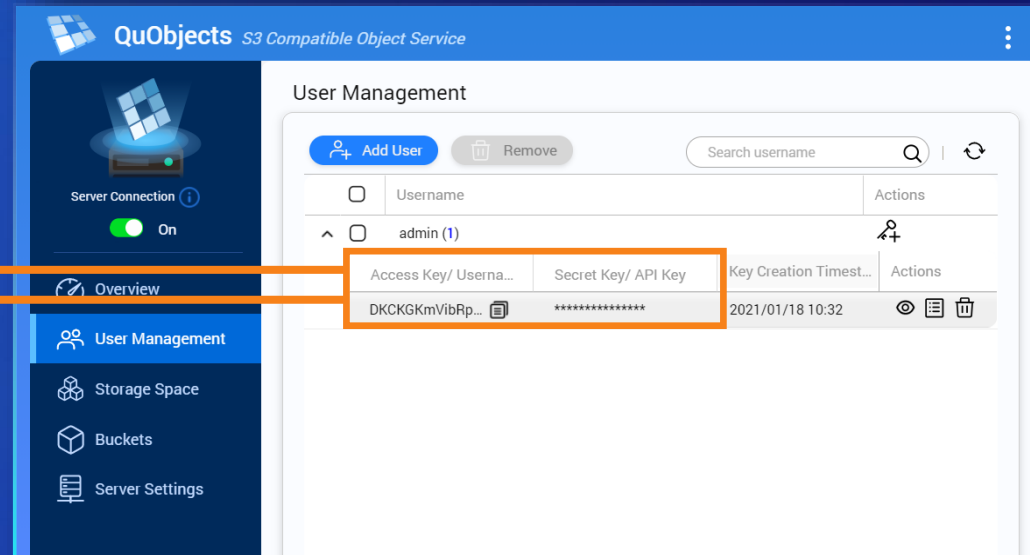 QuObjects S3 Compatible Object Service
User Management
Add User Remove Search username
Server Connection
On
Username Actions
admin (1)
Access Key/ Userna... Secret Key/ API Key Key Creation Timest... Actions
DKCKGKmVibRp... *************** 2021/01/18 10:32
Overview
User Management
Storage Space
Buckets
Server Settings